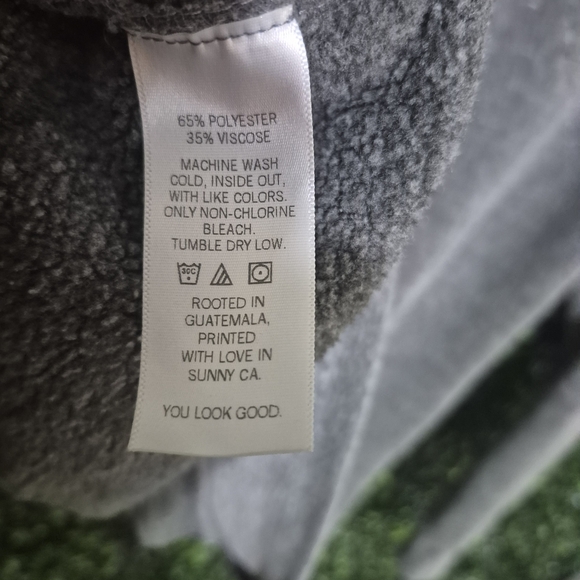 65% POLYESTER
35% VISCOSE
MACHINE WASH
COLD, INSIDE OUT,
WITH LIKE COLORS.
ONLY NON-CHLORINE
BLEACH.
TUMBLE DRY LOW.
30C
ROOTED IN
GUATEMALA,
PRINTED
WITH LOVE IN
SUNNY CA.
YOU LOOK GOOD.